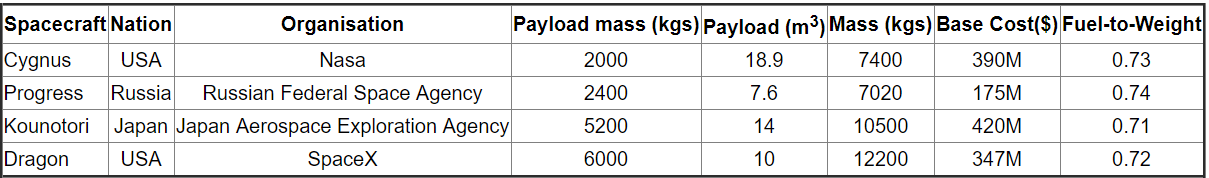 Spacecraft Nation Organisation Payload mass (kgs) Payload (m³) Mass (kgs) Base Cost($) Fuel-to-Weight
Cygnus USA Nasa 2000 18.9 7400 390M 0.73
Progress Russia Russian Federal Space Agency 2400 7.6 7020 175M 0.74
Kounotori Japan Japan Aerospace Exploration Agency 5200 14 10500 420M 0.71
Dragon USA SpaceX 6000 10 12200 347M 0.72